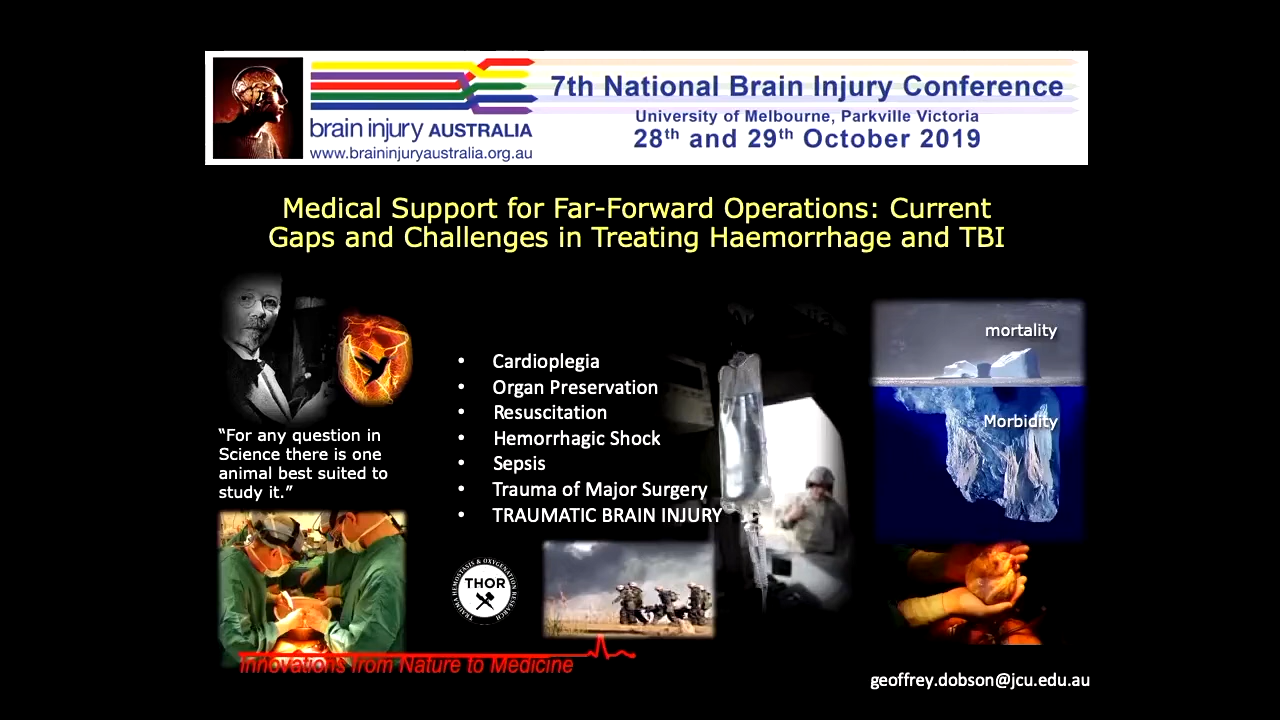 7th National Brain Injury Conference
University of Melbourne, Parkville Victoria
28th and 29th October 2019
brain injury AUSTRALIA
www.braininjuryaustralia.org.au
Medical Support for Far-Forward Operations: Current
Gaps and Challenges in Treating Haemorrhage and TBI
mortality
Morbidity
• Cardioplegia
• Organ Preservation
• Resuscitation
• Hemorrhagic Shock
• Sepsis
• Trauma of Major Surgery
• TRAUMATIC BRAIN INJURY
“For any question in
Science there is one
animal best suited to
study it.”
THOR
TRAUMA HEMOSTASIS & OXYGENATION RESEARCH
Innovations from Nature to Medicine
geoffrey.dobson@jcu.edu.au